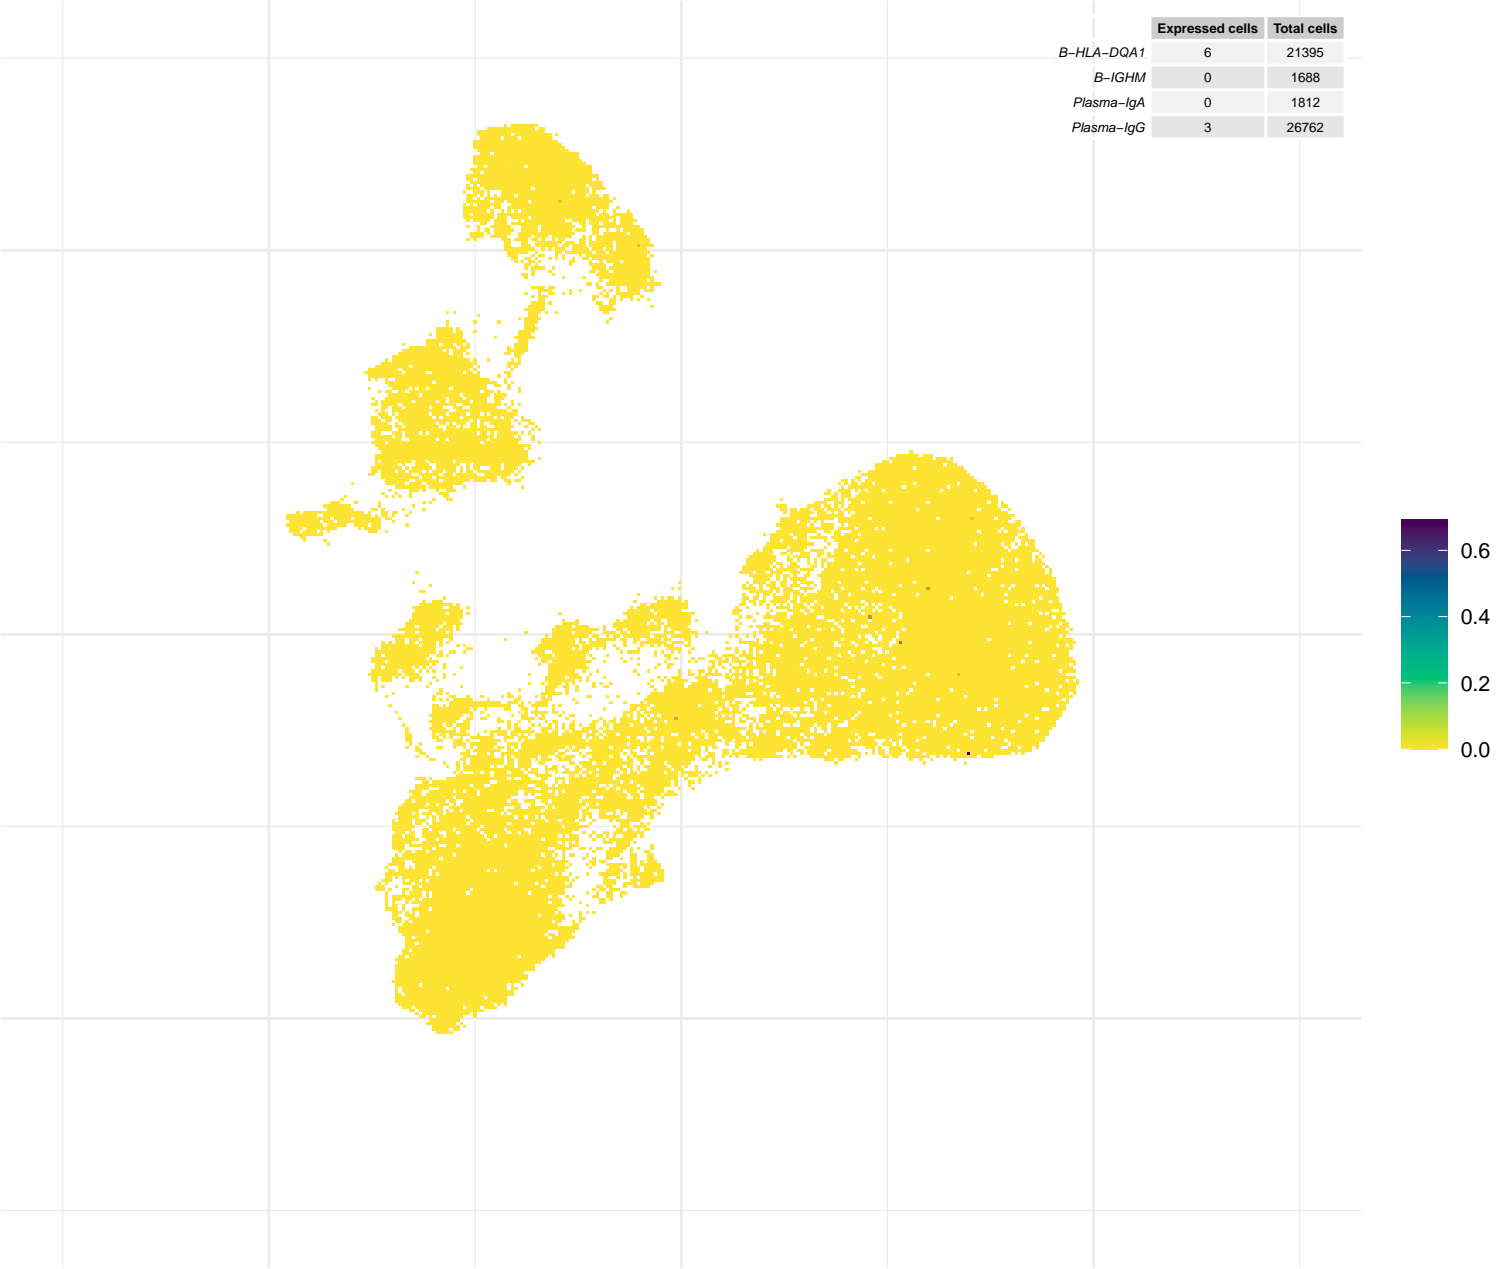 Expressed cells Total cells
B−HLA−DQA1 6 21395
B−IGHM 0 1688
Plasma−IgA 0 1812
Plasma−IgG 3 26762
0.6
0.4
0.2
0.0